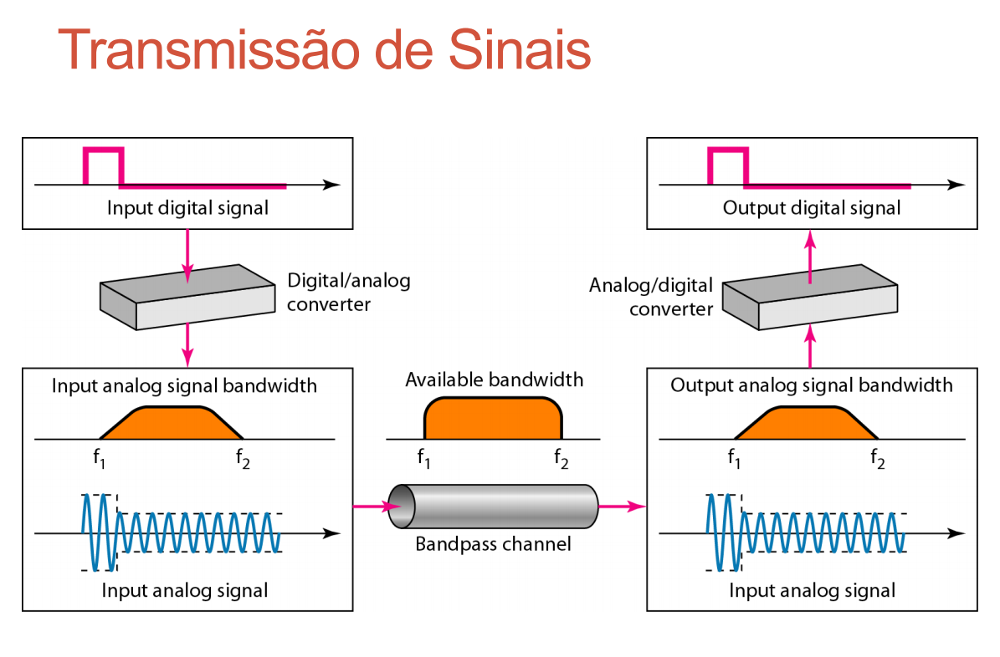 Transmissão de Sinais
Input digital signal
Output digital signal
Digital/analog
converter
Analog/digital
converter
Input analog signal bandwidth
f1
f2
Input analog signal
Available bandwidth
f1
f2
Bandpass channel
Output analog signal bandwidth
f1
f2
Input analog signal